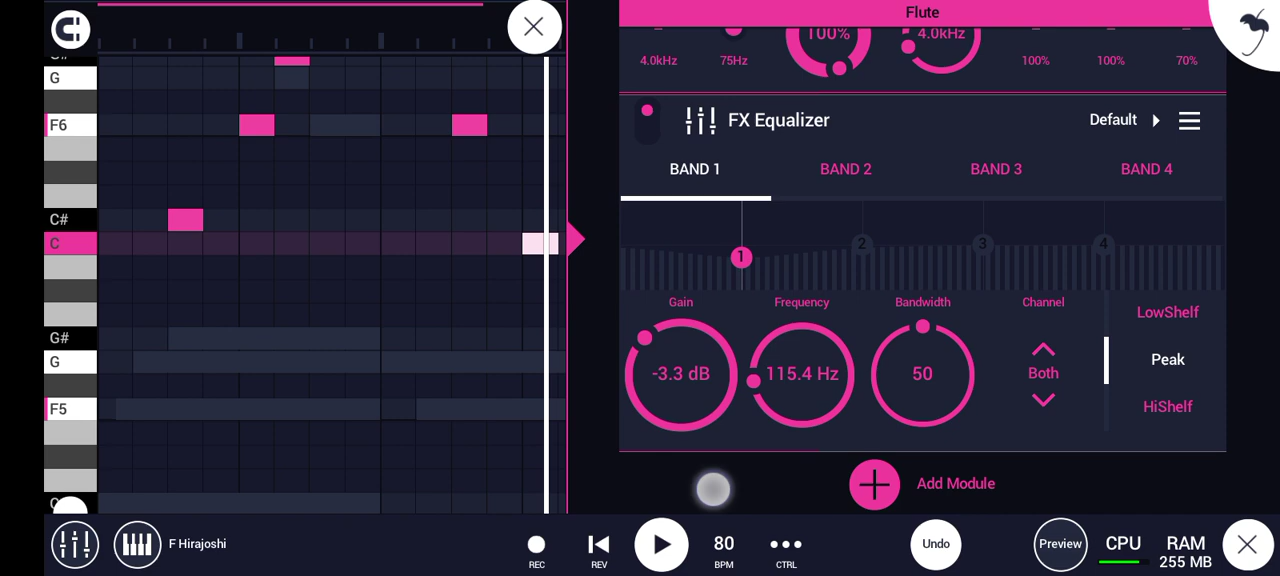 Flute
G
F6
C#
C
G#
G
F5
100%
4.0kHz
4.0kHz
75Hz
100%
100%
70%
FX Equalizer
Default
BAND 1
BAND 2
BAND 3
BAND 4
1
2
3
4
Gain
Frequency
Bandwidth
Channel
LowShelf
-3.3 dB
115.4 Hz
50
Both
Peak
HiShelf
Add Module
F Hirajoshi
REC
REV
80
BPM
CTRL
Undo
Preview
CPU
RAM
255 MB